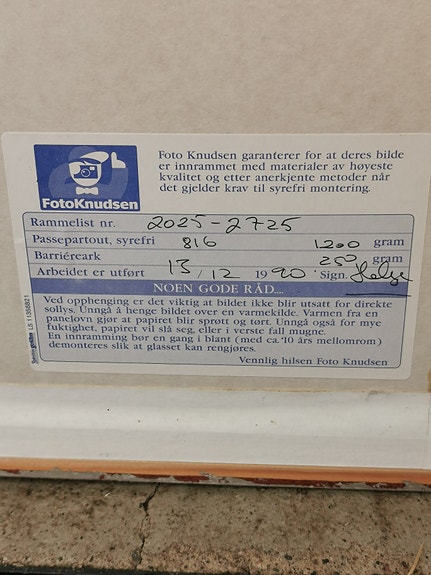 FotoKnudsen
Foto Knudsen garanterer for at deres bilde
er innrammet med materialer av høyeste
kvalitet og etter anerkjente metoder når
det gjelder krav til syrefri montering.
Rammelist nr. 2025-2725
Passepartout, syrefri 816 1200 gram
Barriéreark 250 gram
Arbeidet er utført 13/12 1990 Sign. Helge
NOEN GODE RÅD...
Ved opphenging er det viktig at bildet ikke blir utsatt for direkte
sollys. Unngå å henge bildet over en varmekilde. Varmen fra en
panelovn gjør at papiret blir sprøtt og tørt. Unngå også for mye
fuktighet, papiret vil slå seg, eller i verste fall mugne.
En innramming bør en gang i blant (med ca. 10 års mellomrom)
demonteres slik at glasset kan rengjøres.
Vennlig hilsen Foto Knudsen